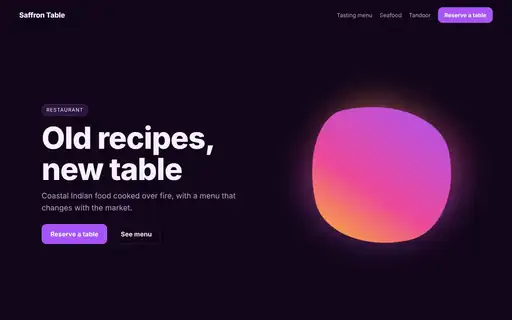 Saffron Table
Tasting menu Seafood Tandoor Reserve a table
RESTAURANT
Old recipes,
new table
Coastal Indian food cooked over fire, with a menu that
changes with the market.
Reserve a table See menu